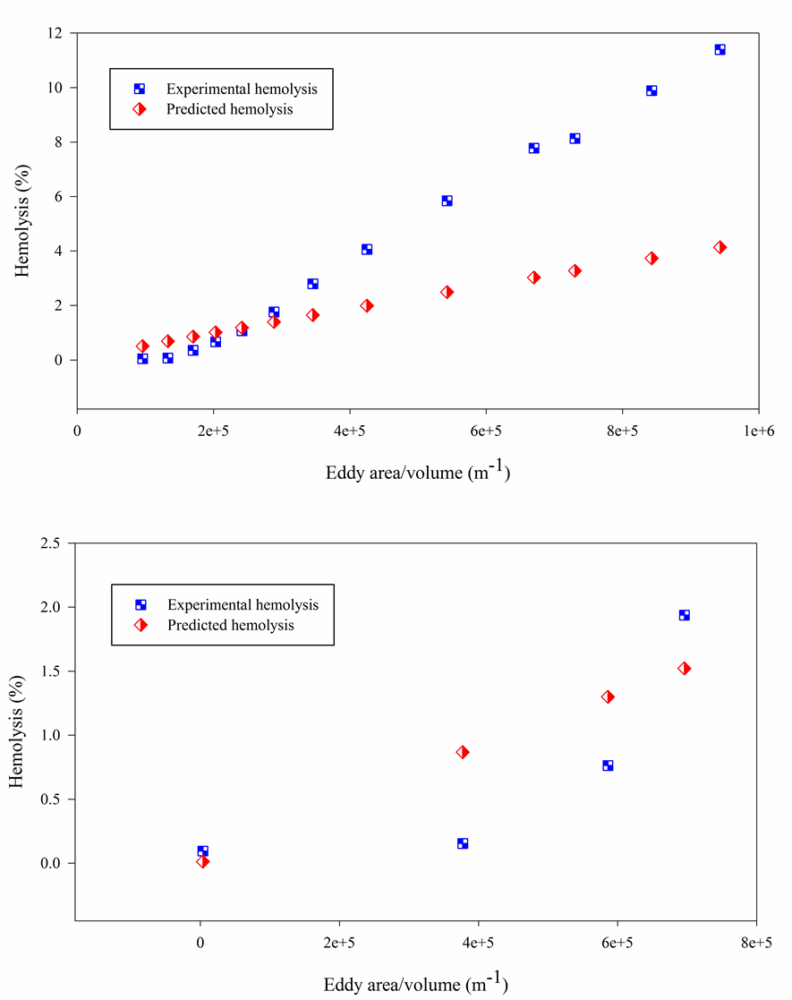 12
10
8
6
4
2
0
Hemolysis (%)
Experimental hemolysis
Predicted hemolysis
0 2e+5 4e+5 6e+5 8e+5 1e+6
Eddy area/volume (m-1)
2.5
2.0
1.5
1.0
0.5
0.0
Hemolysis (%)
Experimental hemolysis
Predicted hemolysis
0 2e+5 4e+5 6e+5 8e+5
Eddy area/volume (m-1)